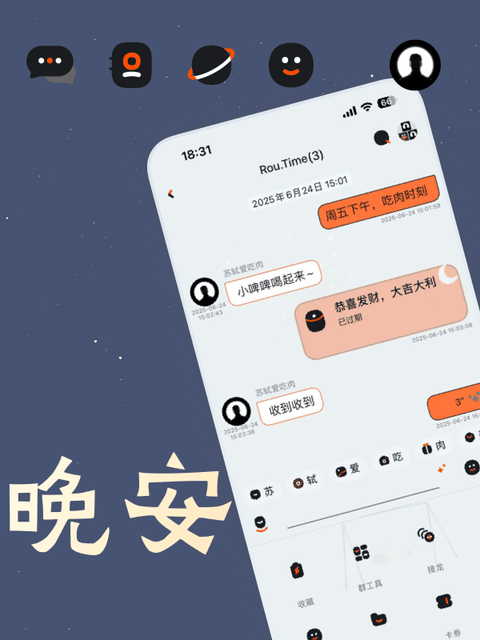 18:31
66
Rou.Time(3)
2025年6月24日 15:01
周五下午，吃肉时刻
2025-06-24 15:01:59
苏轼爱吃肉
小啤啤喝起来~
2025-06-24
15:02:43
恭喜发财，大吉大利
已过期
2025-06-24 15:03:09
苏轼爱吃肉
收到收到
2025-06-24
15:03:38
3"
苏
轼
爱
吃
肉
晚安
收藏
群工具
接龙
卡券